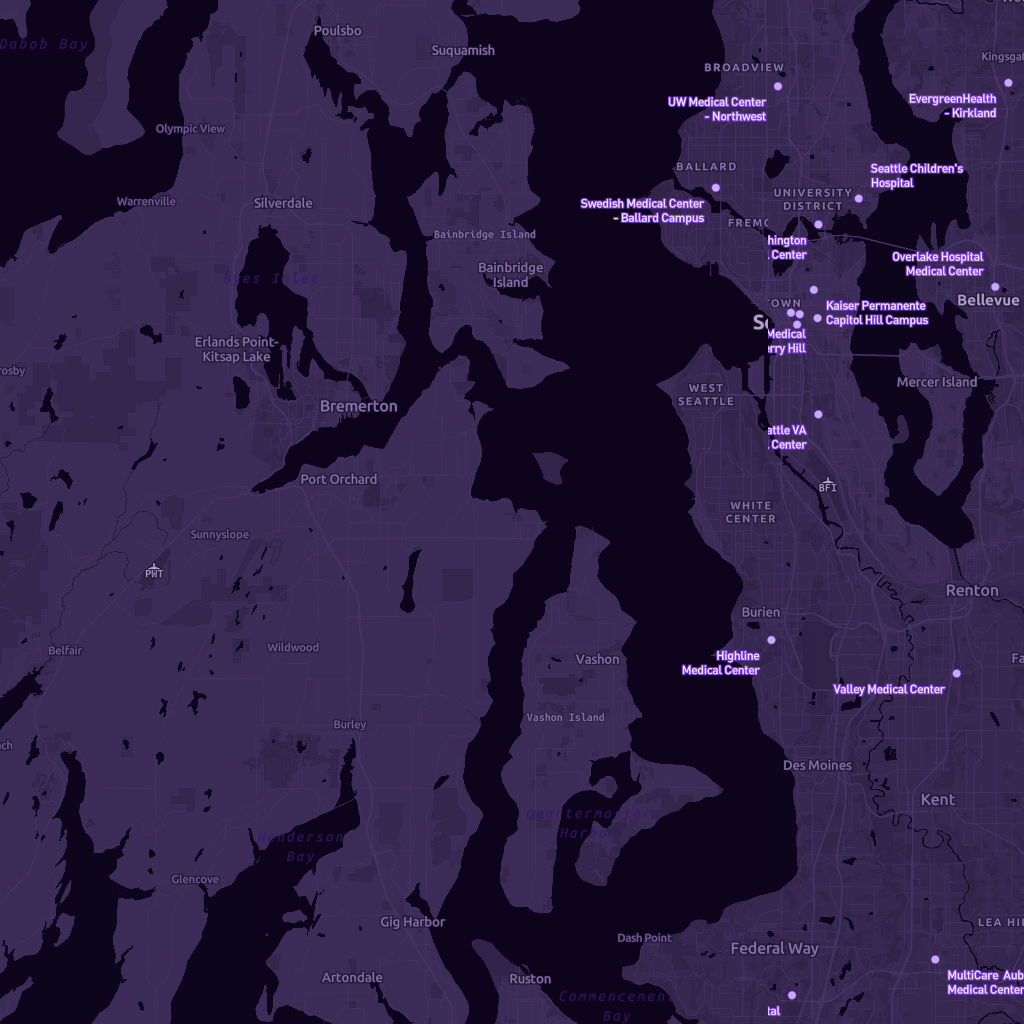 Dabob Bay
Poulsbo
Suquamish
BROADVIEW
Kingsgat
UW Medical Center
- Northwest
EvergreenHealth
- Kirkland
Olympic View
BALLARD
Seattle Children's
Hospital
Warrenville
Silverdale
Swedish Medical Center
- Ballard Campus
UNIVERSITY
DISTRICT
FREMO
Bainbridge Island
hington
Center
Overlake Hospital
Medical Center
Bainbridge
Island
Bellevue
TOWN
Kaiser Permanente
Capitol Hill Campus
Se
Medical
erry Hill
Erlands Point-
Kitsap Lake
rosby
Mercer Island
WEST
SEATTLE
Bremerton
attle VA
Center
Port Orchard
BFI
WHITE
CENTER
Sunnyslope
PWT
Renton
Burien
Belfair
Wildwood
Vashon
Highline
Medical Center
Fa
Valley Medical Center
Vashon Island
Burley
ch
Des Moines
Kent
Quartermaster
Harbor
Henderson
Bay
Glencove
Gig Harbor
LEA HIL
Dash Point
Federal Way
Artondale
Ruston
MultiCare Aub
Medical Center
Commencement
Bay
tal